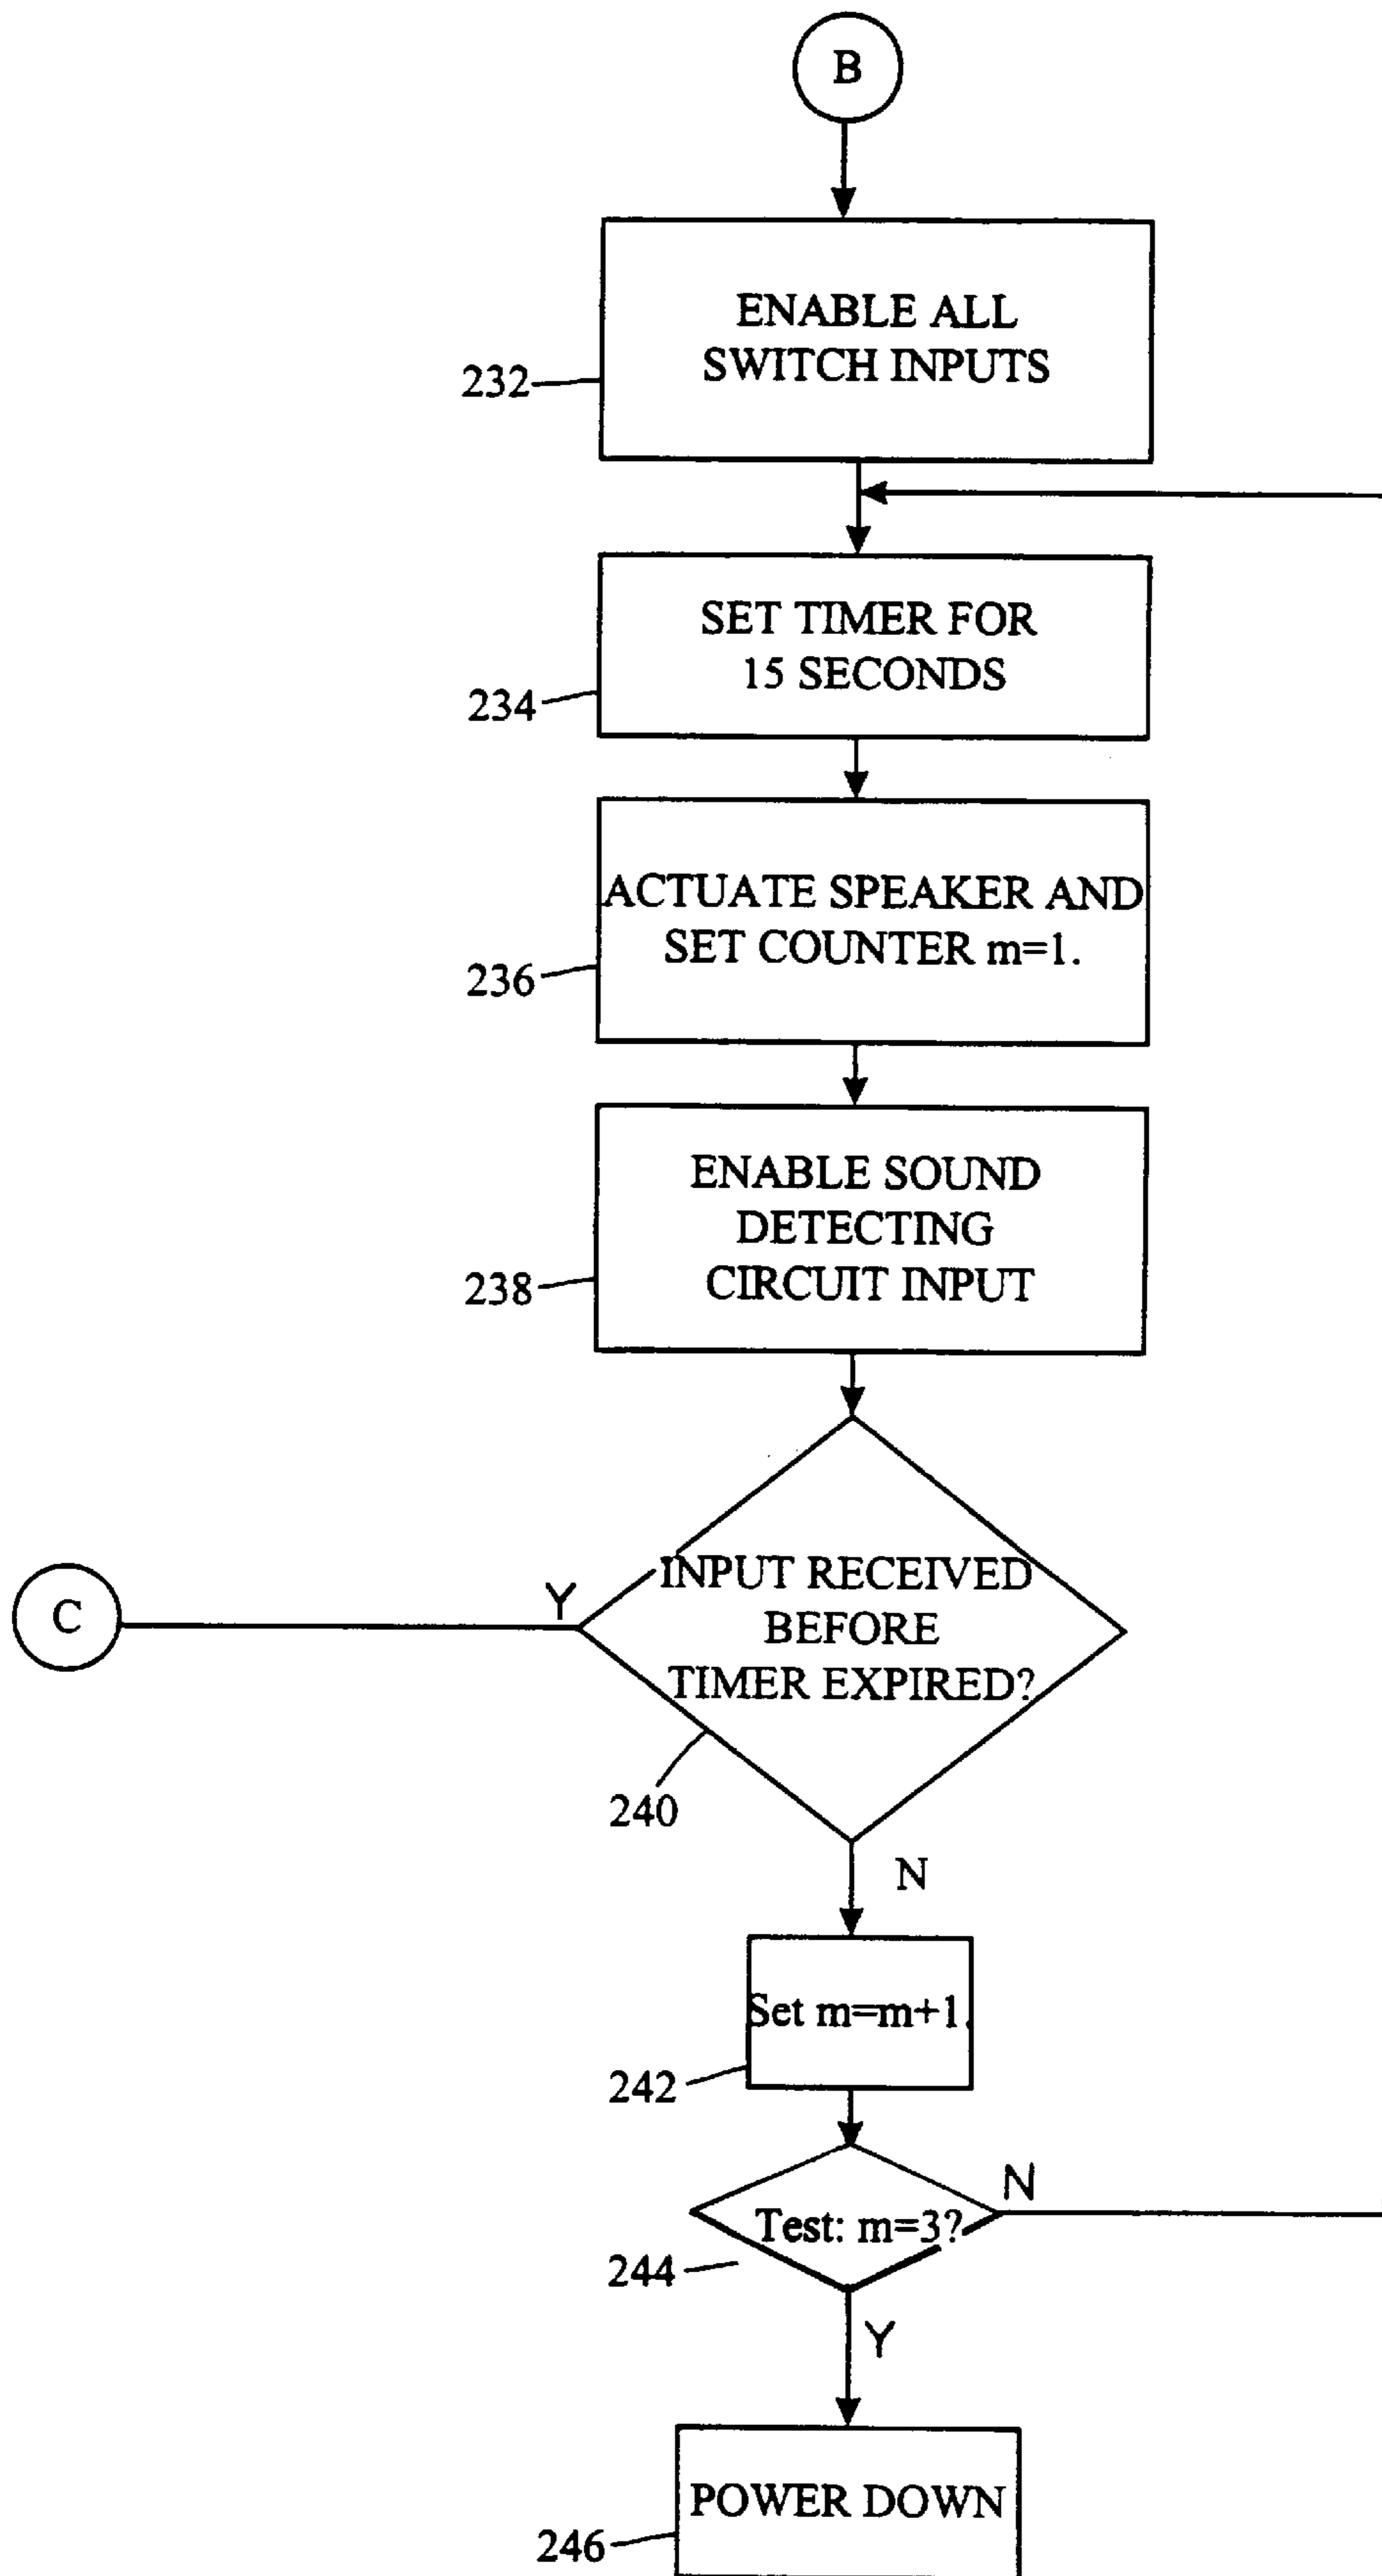 B
ENABLE ALL
SWITCH INPUTS
232
SET TIMER FOR
15 SECONDS
234
ACTUATE SPEAKER AND
SET COUNTER m=1.
236
ENABLE SOUND
DETECTING
CIRCUIT INPUT
238
C
Y
INPUT RECEIVED
BEFORE
TIMER EXPIRED?
240
N
Set m=m+1.
242
N
Test: m=3?
244
Y
POWER DOWN
246